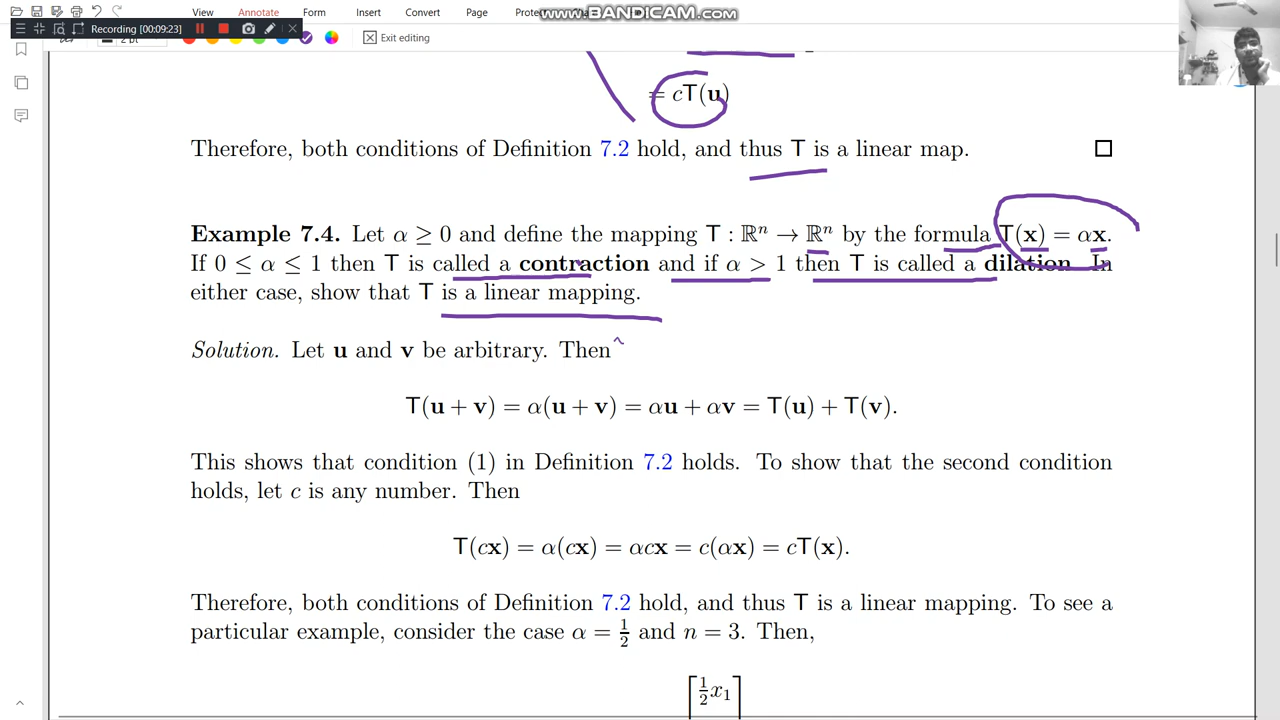 View Annotate Form Insert Convert Page
www.BANDICAM.com
Recording [00:09:23]
2 pt
Exit editing
= cT(u)
Therefore, both conditions of Definition 7.2 hold, and thus T is a linear map. □
Example 7.4. Let α ≥ 0 and define the mapping T : ℝⁿ → ℝⁿ by the formula T(x) = αx.
If 0 ≤ α ≤ 1 then T is called a contraction and if α > 1 then T is called a dilation. In
either case, show that T is a linear mapping.
Solution. Let u and v be arbitrary. Then
T(u + v) = α(u + v) = αu + αv = T(u) + T(v).
This shows that condition (1) in Definition 7.2 holds. To show that the second condition
holds, let c is any number. Then
T(cx) = α(cx) = αcx = c(αx) = cT(x).
Therefore, both conditions of Definition 7.2 hold, and thus T is a linear mapping. To see a
particular example, consider the case α = 1/2 and n = 3. Then,
1/2 x₁